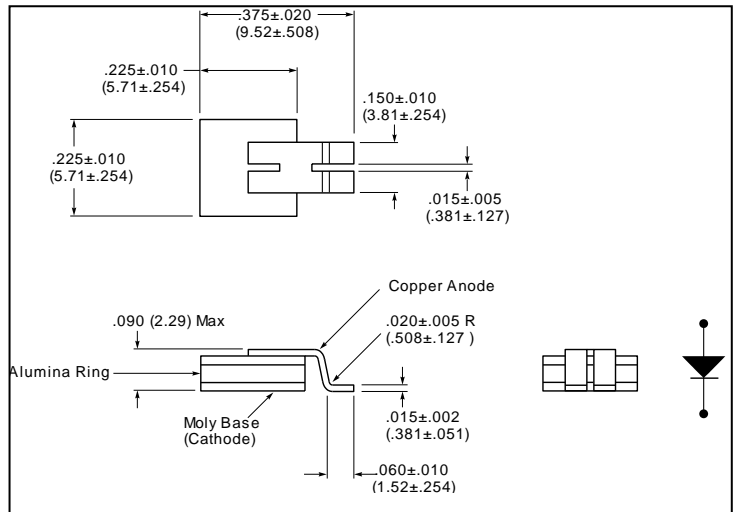 .375±.020
(9.52±.508)
.225±.010
(5.71±.254)
.150±.010
(3.81±.254)
.225±.010
(5.71±.254)
.015±.005
(.381±.127)
Copper Anode
.090 (2.29) Max
.020±.005 R
(.508±.127 )
Alumina Ring
Moly Base
(Cathode)
.015±.002
(.381±.051)
.060±.010
(1.52±.254)